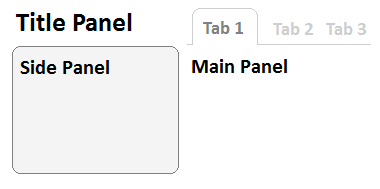 Title Panel
Tab 1 Tab 2 Tab 3
Side Panel
Main Panel